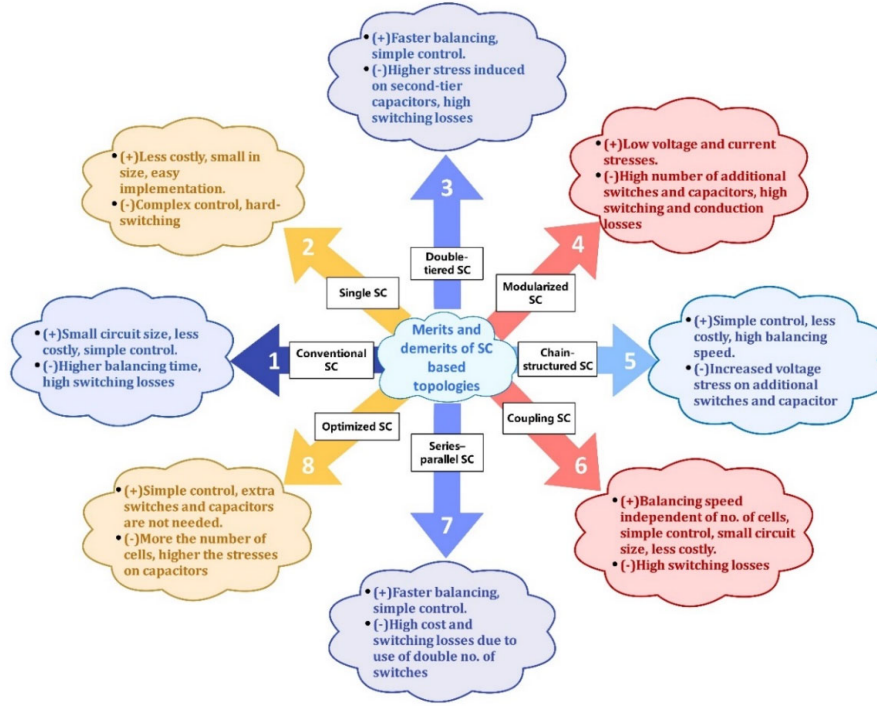 • (+)Faster balancing,
simple control.
• (-)Higher stress induced
on second-tier
capacitors, high
switching losses
• (+)Less costly, small in
size, easy
implementation.
• (-)Complex control, hard-
switching
• (+)Low voltage and current
stresses.
• (-)High number of additional
switches and capacitors, high
switching and conduction
losses
3
2
4
Double-
tiered SC
Single SC
Modularized
SC
• (+)Small circuit size, less
costly, simple control.
• (-)Higher balancing time,
high switching losses
1
Conventional
SC
Merits and
demerits of SC
based
topologies
Chain-
structured SC
5
• (+)Simple control, less
costly, high balancing
speed.
• (-)Increased voltage
stress on additional
switches and capacitor
Optimized SC
Series–
parallel SC
Coupling SC
8
7
6
• (+)Simple control, extra
switches and capacitors
are not needed.
• (-)More the number of
cells, higher the stresses
on capacitors
• (+)Balancing speed
independent of no. of cells,
simple control, small circuit
size, less costly.
• (-)High switching losses
• (+)Faster balancing,
simple control.
• (-)High cost and
switching losses due to
use of double no. of
switches